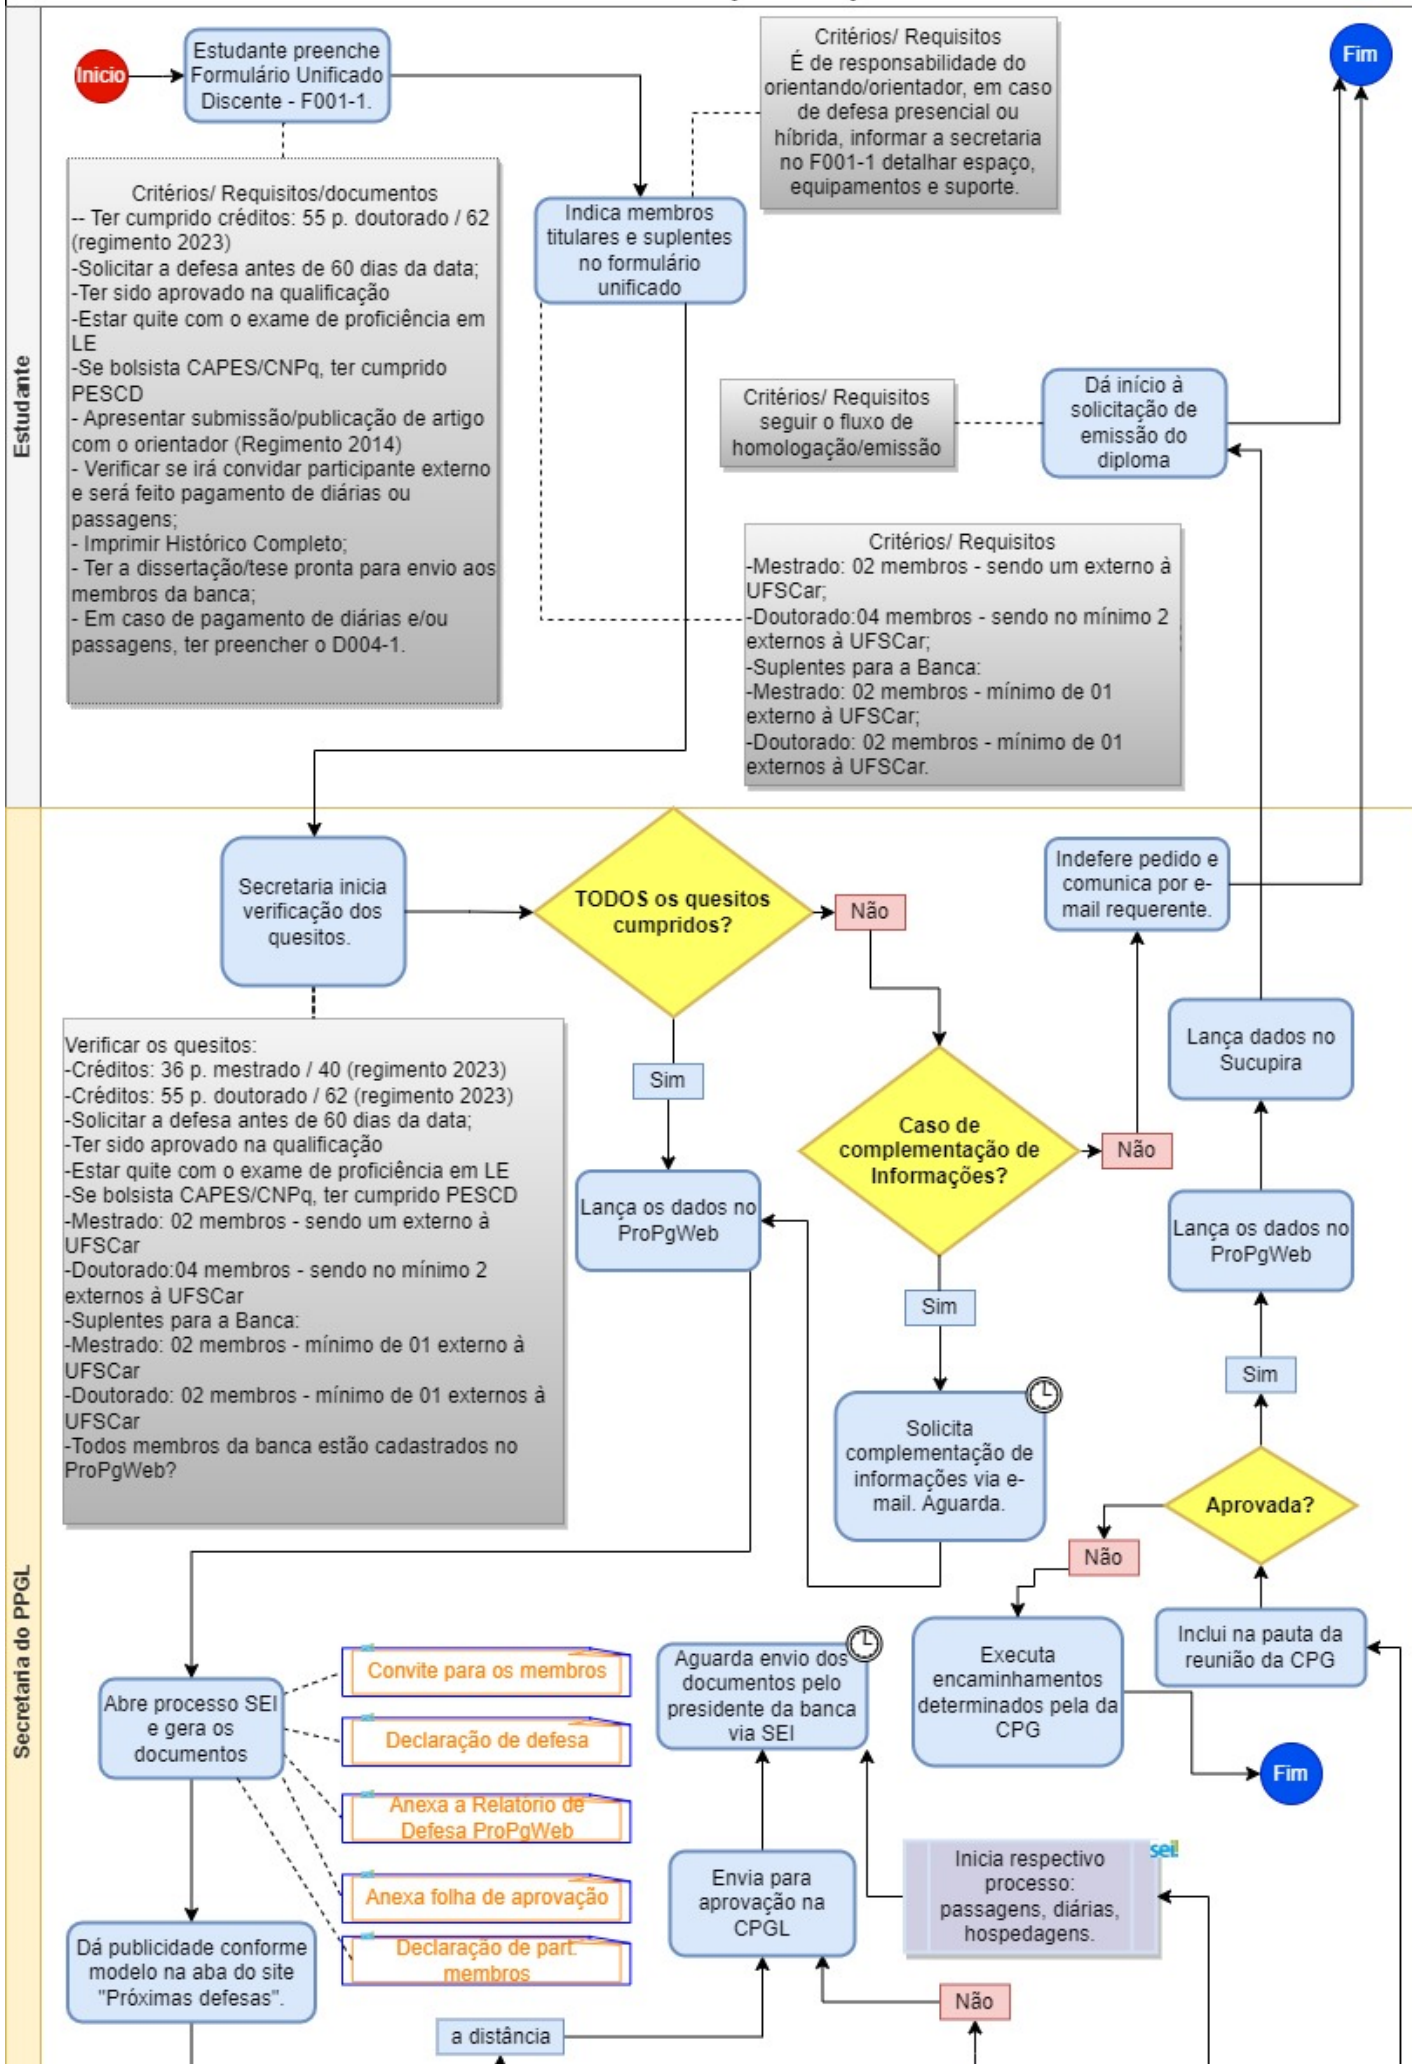 Inicio
Estudante preenche
Formulário Unificado
Discente - F001-1.
Critérios/ Requisitos
É de responsabilidade do
orientando/orientador, em caso
de defesa presencial ou
híbrida, informar a secretaria
no F001-1 detalhar espaço,
equipamentos e suporte.
Fim
Critérios/ Requisitos/documentos
-- Ter cumprido créditos: 55 p. doutorado / 62
(regimento 2023)
-Solicitar a defesa antes de 60 dias da data;
-Ter sido aprovado na qualificação
-Estar quite com o exame de proficiência em
LE
-Se bolsista CAPES/CNPq, ter cumprido
PESCD
- Apresentar submissão/publicação de artigo
com o orientador (Regimento 2014)
- Verificar se irá convidar participante externo
e será feito pagamento de diárias ou
passagens;
- Imprimir Histórico Completo;
- Ter a dissertação/tese pronta para envio aos
membros da banca;
- Em caso de pagamento de diárias e/ou
passagens, ter preencher o D004-1.
Indica membros
titulares e suplentes
no formulário
unificado
Estudante
Critérios/ Requisitos
seguir o fluxo de
homologação/emissão
Dá início à
solicitação de
emissão do
diploma
Critérios/ Requisitos
-Mestrado: 02 membros - sendo um externo à
UFSCar;
-Doutorado:04 membros - sendo no mínimo 2
externos à UFSCar;
-Suplentes para a Banca:
-Mestrado: 02 membros - mínimo de 01
externo à UFSCar;
-Doutorado: 02 membros - mínimo de 01
externos à UFSCar.
Secretaria inicia
verificação dos
quesitos.
TODOS os quesitos
cumpridos?
Não
Indefere pedido e
comunica por e-
mail requerente.
Verificar os quesitos:
-Créditos: 36 p. mestrado / 40 (regimento 2023)
-Créditos: 55 p. doutorado / 62 (regimento 2023)
-Solicitar a defesa antes de 60 dias da data;
-Ter sido aprovado na qualificação
-Estar quite com o exame de proficiência em LE
-Se bolsista CAPES/CNPq, ter cumprido PESCD
-Mestrado: 02 membros - sendo um externo à
UFSCar
-Doutorado:04 membros - sendo no mínimo 2
externos à UFSCar
-Suplentes para a Banca:
-Mestrado: 02 membros - mínimo de 01 externo à
UFSCar
-Doutorado: 02 membros - mínimo de 01 externos à
UFSCar
-Todos membros da banca estão cadastrados no
ProPgWeb?
Sim
Lança os dados no
ProPgWeb
Caso de
complementação de
Informações?
Não
Lança dados no
Sucupira
Lança os dados no
ProPgWeb
Sim
Sim
Solicita
complementação de
informações via e-
mail. Aguarda.
Aprovada?
Não
Secretaria do PPGL
Abre processo SEI
e gera os
documentos
Convite para os membros
Declaração de defesa
Anexa a Relatório de
Defesa ProPgWeb
Anexa folha de aprovação
Declaração de part.
membros
Aguarda envio dos
documentos pelo
presidente da banca
via SEI
Executa
encaminhamentos
determinados pela da
CPG
Inclui na pauta da
reunião da CPG
Fim
Envia para
aprovação na
CPGL
Inicia respectivo
processo:
passagens, diárias,
hospedagens.
sei!
Dá publicidade conforme
modelo na aba do site
"Próximas defesas".
a distância
Não